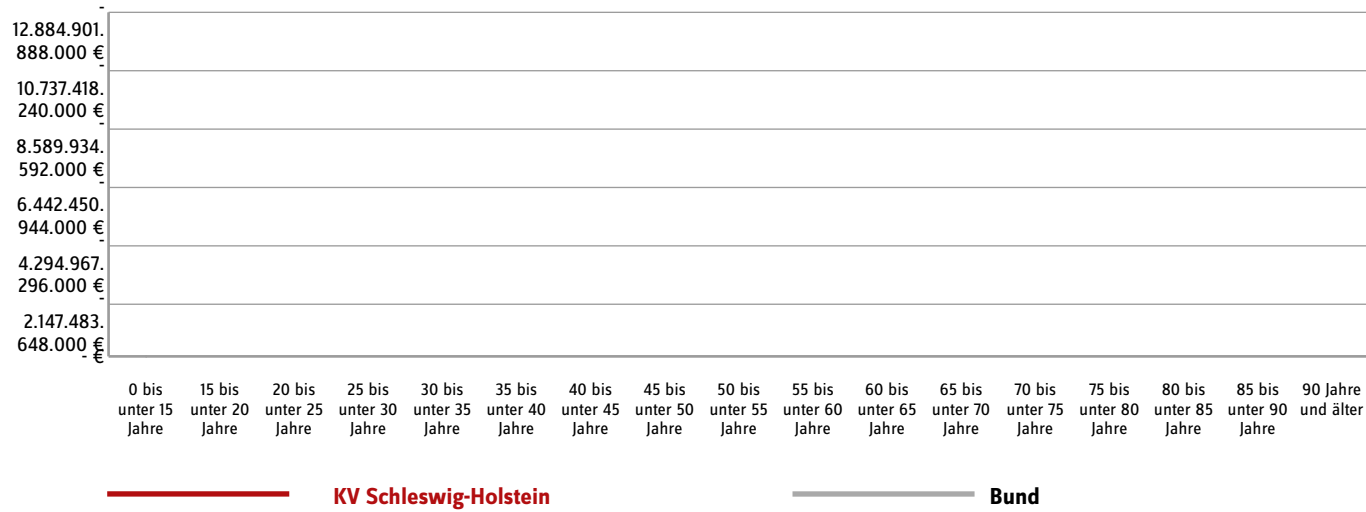 -
12.884.901.
888.000 €
-
10.737.418.
240.000 €
-
8.589.934.
592.000 €
-
6.442.450.
944.000 €
-
4.294.967.
296.000 €
-
2.147.483.
648.000 €
- €
0 bis unter 15 Jahre
15 bis unter 20 Jahre
20 bis unter 25 Jahre
25 bis unter 30 Jahre
30 bis unter 35 Jahre
35 bis unter 40 Jahre
40 bis unter 45 Jahre
45 bis unter 50 Jahre
50 bis unter 55 Jahre
55 bis unter 60 Jahre
60 bis unter 65 Jahre
65 bis unter 70 Jahre
70 bis unter 75 Jahre
75 bis unter 80 Jahre
80 bis unter 85 Jahre
85 bis unter 90 Jahre
90 Jahre und älter
KV Schleswig-Holstein
Bund